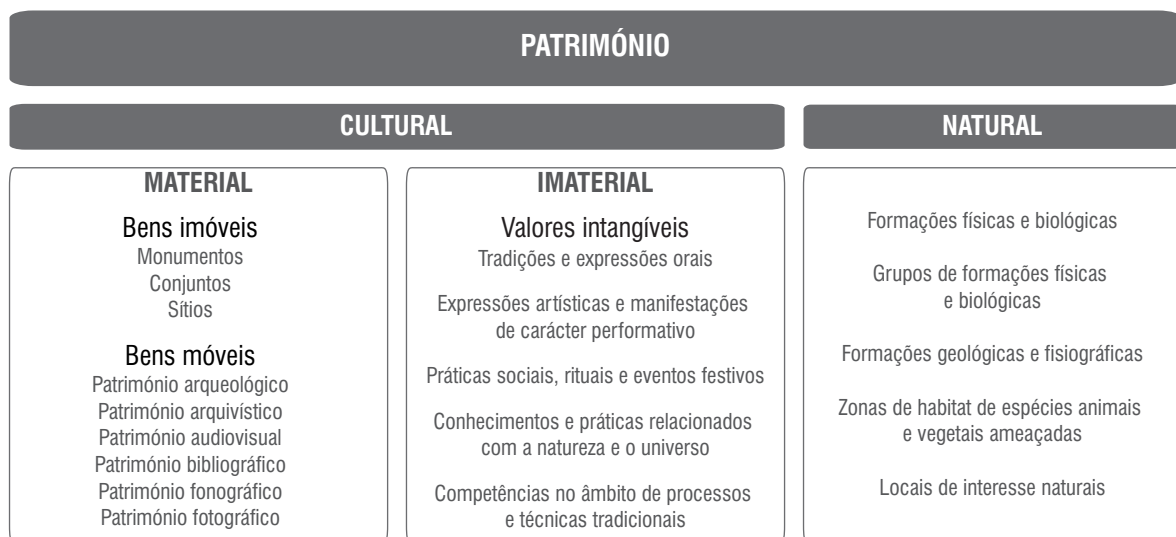 PATRIMÓNIO
CULTURAL
NATURAL
MATERIAL
Bens imóveis
Monumentos
Conjuntos
Sítios
Bens móveis
Património arqueológico
Património arquivístico
Património audiovisual
Património bibliográfico
Património fonográfico
Património fotográfico
IMATERIAL
Valores intangíveis
Tradições e expressões orais
Expressões artísticas e manifestações
de carácter performativo
Práticas sociais, rituais e eventos festivos
Conhecimentos e práticas relacionados
com a natureza e o universo
Competências no âmbito de processos
e técnicas tradicionais
Formações físicas e biológicas
Grupos de formações físicas
e biológicas
Formações geológicas e fisiográficas
Zonas de habitat de espécies animais
e vegetais ameaçadas
Locais de interesse naturais